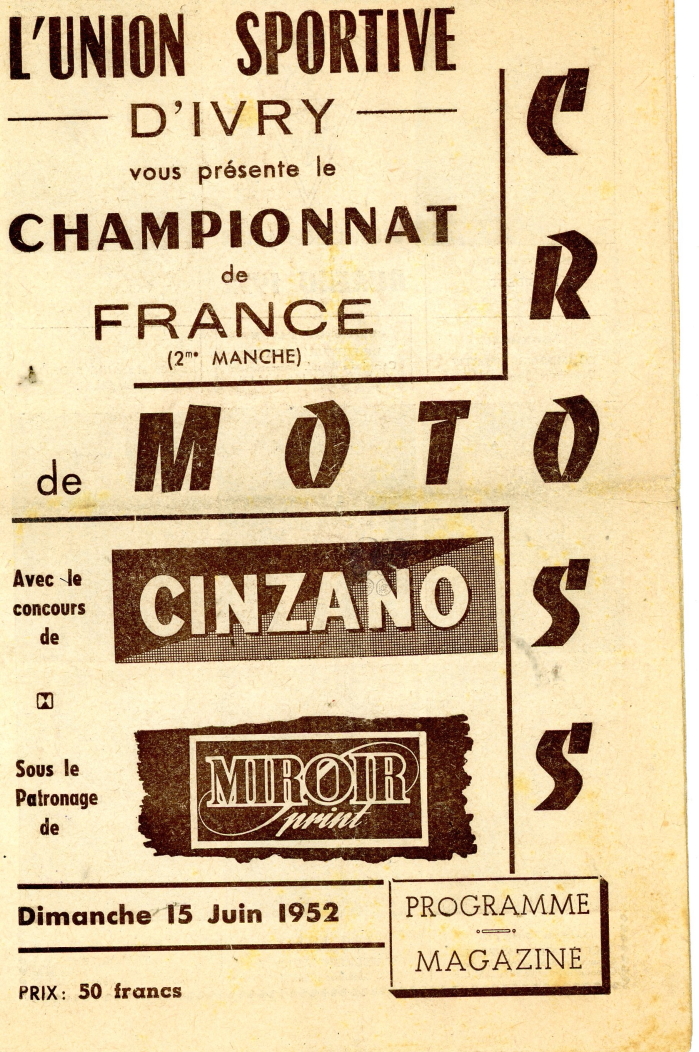 L'UNION SPORTIVE
D'IVRY
vous présente le
CHAMPIONNAT
de
FRANCE
(2me MANCHE)
de MOTO
CROSS
Avec le
concours
de
CINZANO
Sous le
Patronage
de
MIROIR
print
Dimanche 15 Juin 1952
PROGRAMME
MAGAZINE
PRIX: 50 francs